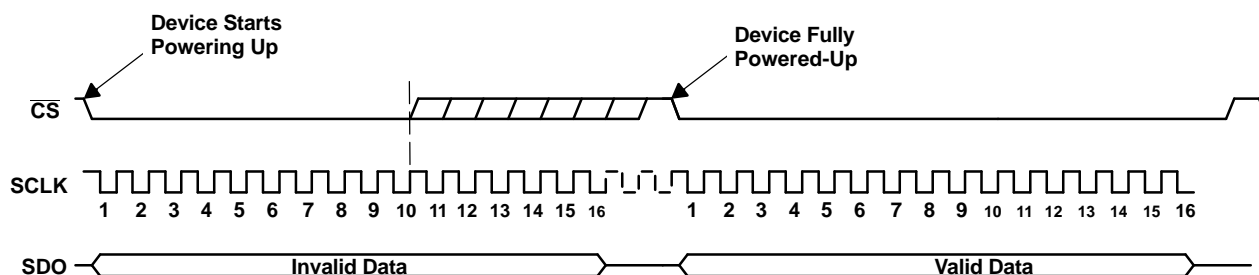 Device Starts
Powering Up
Device Fully
Powered-Up
CS
SCLK
1 2 3 4 5 6 7 8 9 10 11 12 13 14 15 16 1 2 3 4 5 6 7 8 9 10 11 12 13 14 15 16
SDO Invalid Data Valid Data